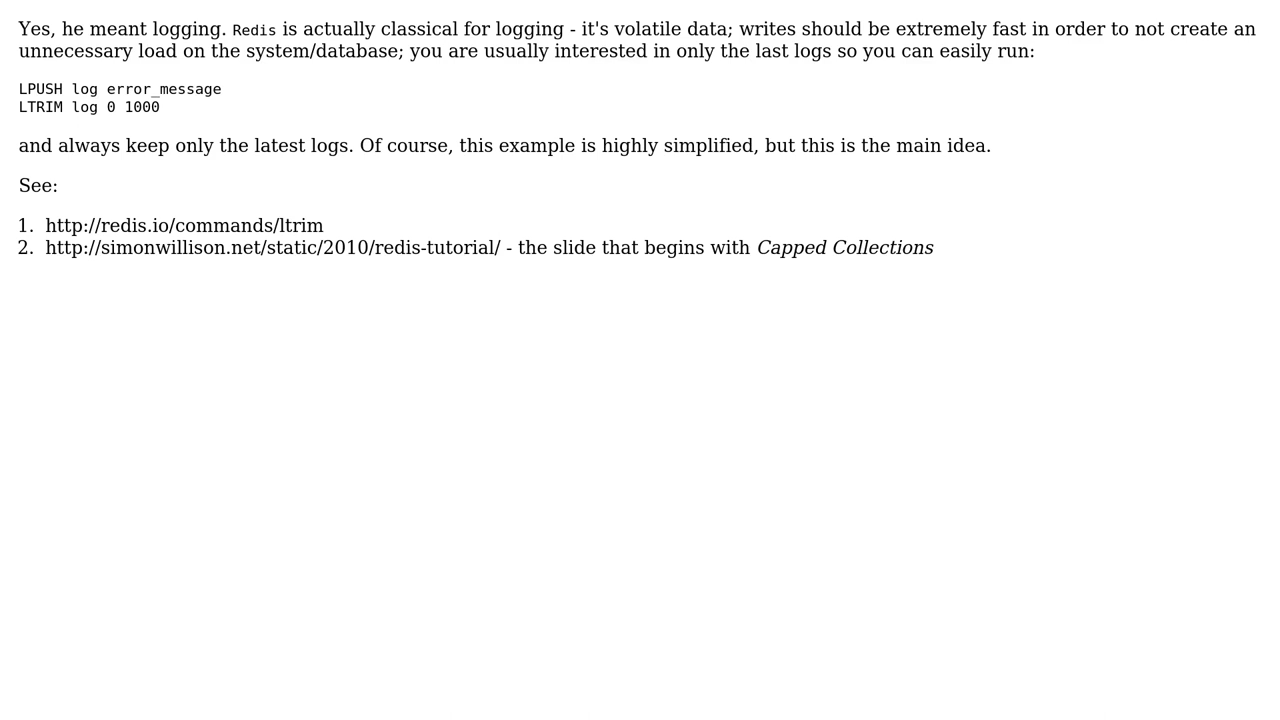 Yes, he meant logging. Redis is actually classical for logging - it's volatile data; writes should be extremely fast in order to not create an
unnecessary load on the system/database; you are usually interested in only the last logs so you can easily run:
LPUSH log error_message
LTRIM log 0 1000
and always keep only the latest logs. Of course, this example is highly simplified, but this is the main idea.
See:
1. http://redis.io/commands/ltrim
2. http://simonwillison.net/static/2010/redis-tutorial/ - the slide that begins with Capped Collections